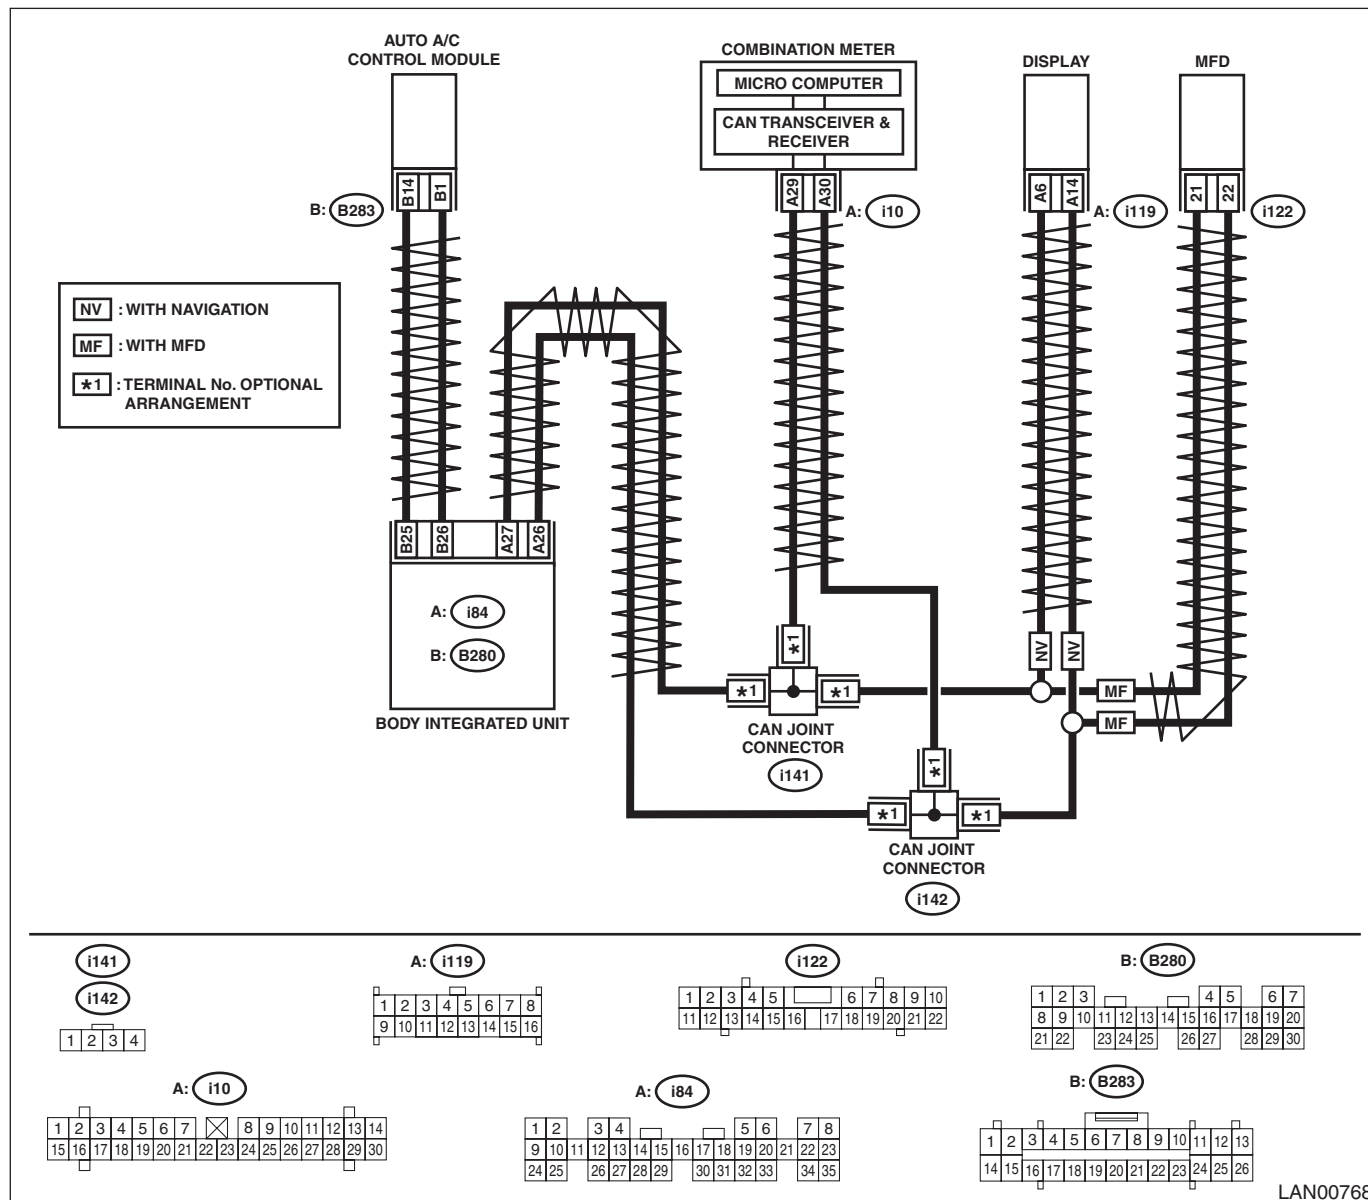 AUTO A/C
CONTROL MODULE
COMBINATION METER
MICRO COMPUTER
CAN TRANSCEIVER &
RECEIVER
DISPLAY
MFD
B14 B1
B: B283
A29 A30
A: i10
A6 A14
A: i119
21 22
i122
NV : WITH NAVIGATION
MF : WITH MFD
*1 : TERMINAL No. OPTIONAL
ARRANGEMENT
B25 B26 A27 A26
A: i84
B: B280
BODY INTEGRATED UNIT
*1
*1 *1
NV NV
MF
MF
CAN JOINT
CONNECTOR
i141
*1
*1 *1
CAN JOINT
CONNECTOR
i142
i141
i142
1 2 3 4
A: i119
1 2 3 4 5 6 7 8
9 10 11 12 13 14 15 16
i122
1 2 3 4 5 6 7 8 9 10
11 12 13 14 15 16 17 18 19 20 21 22
B: B280
1 2 3 4 5 6 7
8 9 10 11 12 13 14 15 16 17 18 19 20
21 22 23 24 25 26 27 28 29 30
A: i10
1 2 3 4 5 6 7 8 9 10 11 12 13 14
15 16 17 18 19 20 21 22 23 24 25 26 27 28 29 30
A: i84
1 2 3 4 5 6 7 8
9 10 11 12 13 14 15 16 17 18 19 20 21 22 23
24 25 26 27 28 29 30 31 32 33 34 35
B: B283
1 2 3 4 5 6 7 8 9 10 11 12 13
14 15 16 17 18 19 20 21 22 23 24 25 26
LAN00768